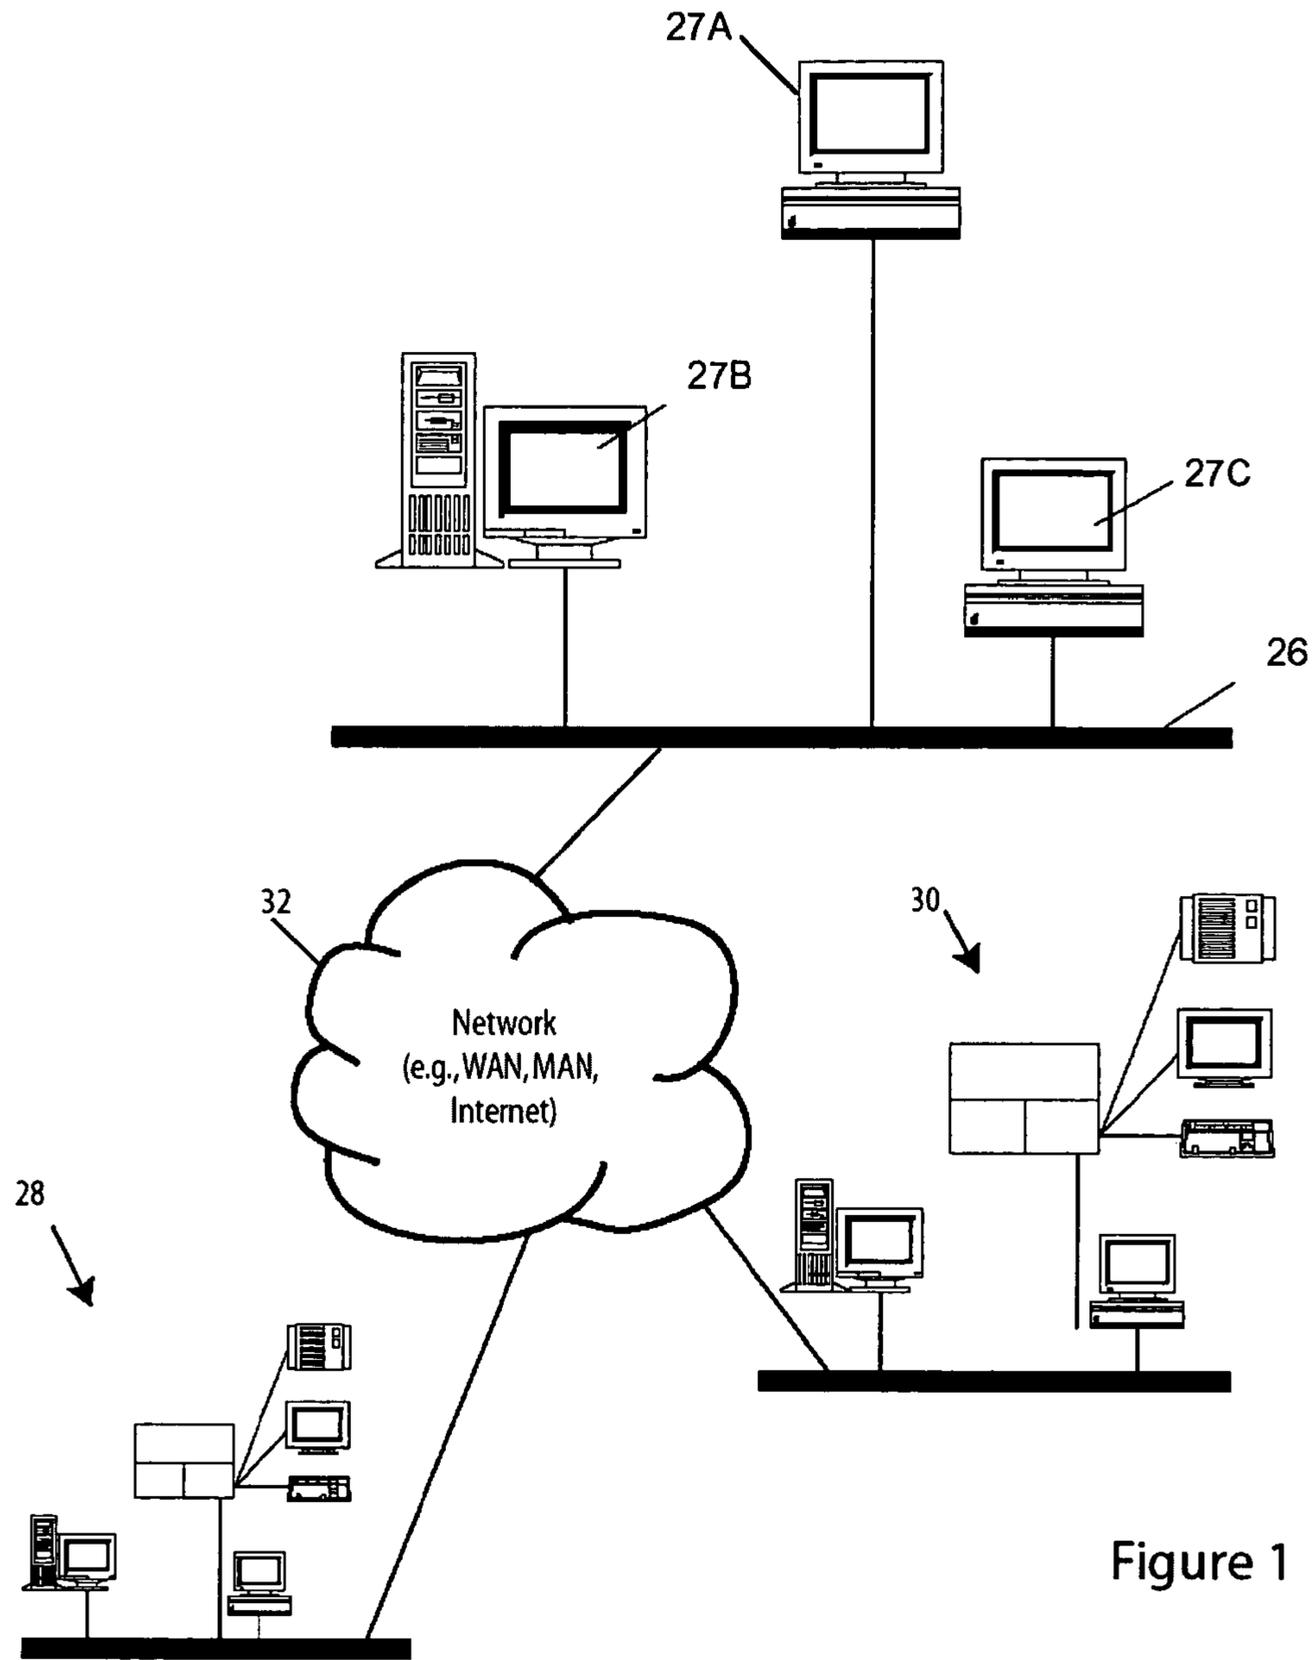 27A
27B
27C
26
32
30
Network
(e.g., WAN, MAN,
Internet)
28
Figure 1